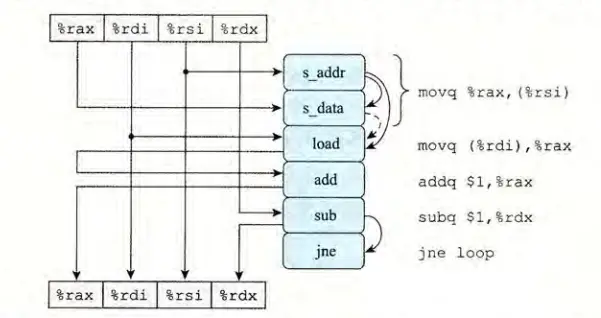 %rax %rdi %rsi %rdx
s_addr
s_data
movq %rax,(%rsi)
load
movq (%rdi),%rax
add
addq $1,%rax
sub
subq $1,%rdx
jne
jne loop
%rax %rdi %rsi %rdx